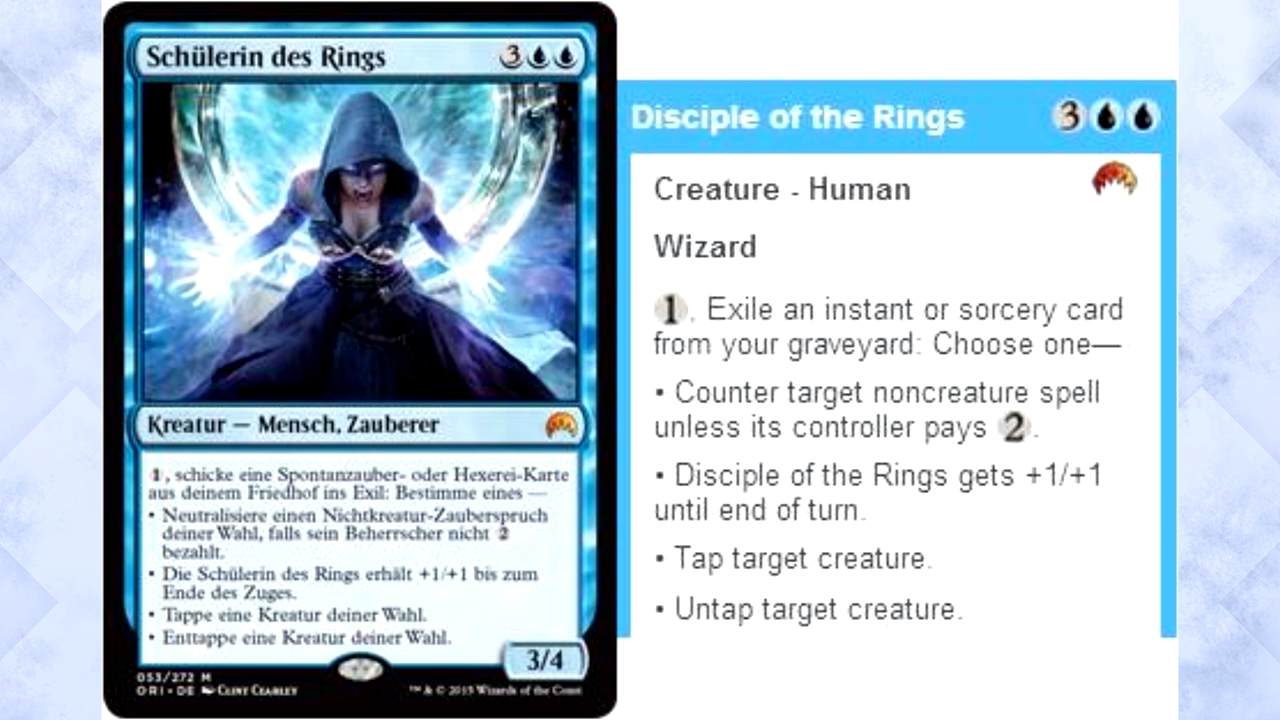 Schülerin des Rings 3
Kreatur — Mensch, Zauberer
1, schicke eine Spontanzauber- oder Hexerei-Karte
aus deinem Friedhof ins Exil: Bestimme eines —
• Neutralisiere einen Nichtkreatur-Zauberspruch
deiner Wahl, falls sein Beherrscher nicht 2
bezahlt.
• Die Schülerin des Rings erhält +1/+1 bis zum
Ende des Zuges.
• Tappe eine Kreatur deiner Wahl.
• Enttappe eine Kreatur deiner Wahl.
3/4
053/272 M
ORI • DE Clint Cearley
™ & © 2015 Wizards of the Coast
Disciple of the Rings 3
Creature - Human
Wizard
1, Exile an instant or sorcery card
from your graveyard: Choose one—
• Counter target noncreature spell
unless its controller pays 2.
• Disciple of the Rings gets +1/+1
until end of turn.
• Tap target creature.
• Untap target creature.